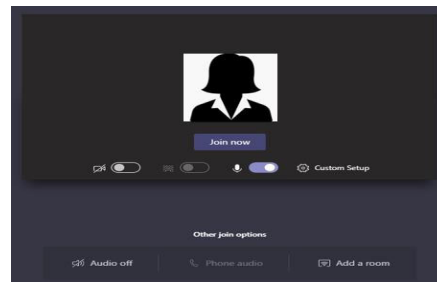 Join now
Custom Setup
Other join options
Audio off Phone audio Add a room